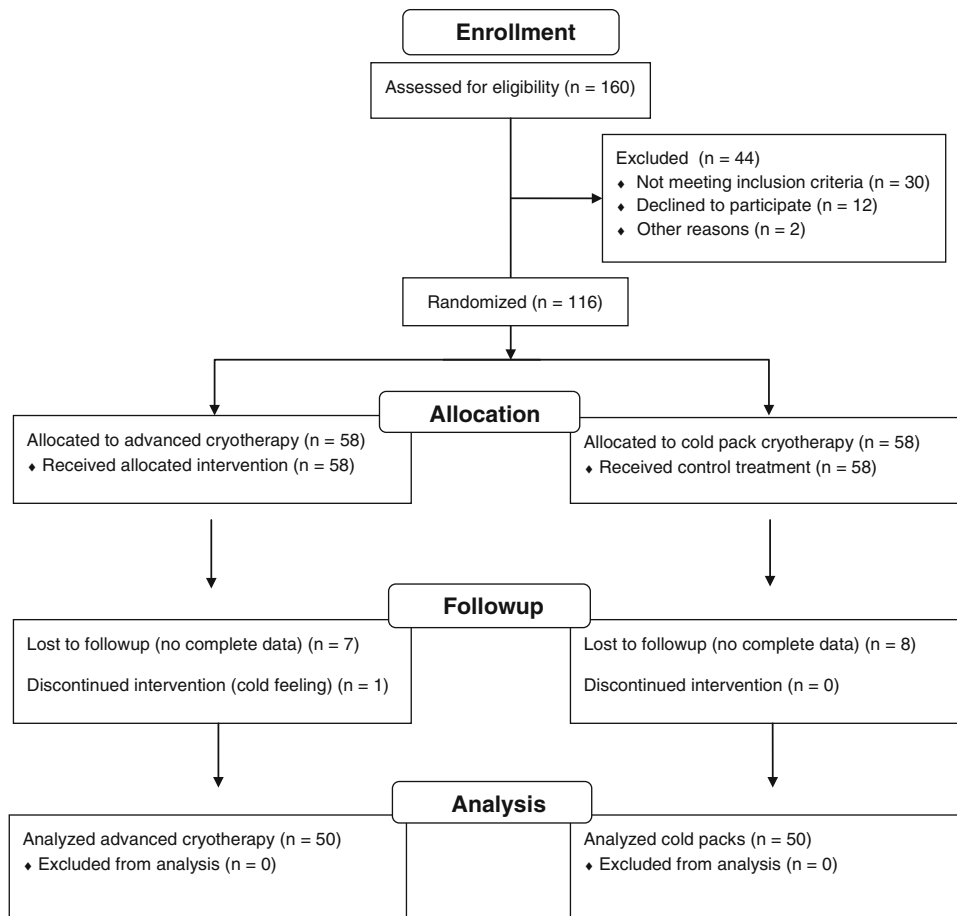 Enrollment
Assessed for eligibility (n = 160)
Excluded (n = 44)
♦ Not meeting inclusion criteria (n = 30)
♦ Declined to participate (n = 12)
♦ Other reasons (n = 2)
Randomized (n = 116)
Allocation
Allocated to advanced cryotherapy (n = 58)
♦ Received allocated intervention (n = 58)
Allocated to cold pack cryotherapy (n = 58)
♦ Received control treatment (n = 58)
Followup
Lost to followup (no complete data) (n = 7)
Discontinued intervention (cold feeling) (n = 1)
Lost to followup (no complete data) (n = 8)
Discontinued intervention (n = 0)
Analysis
Analyzed advanced cryotherapy (n = 50)
♦ Excluded from analysis (n = 0)
Analyzed cold packs (n = 50)
♦ Excluded from analysis (n = 0)